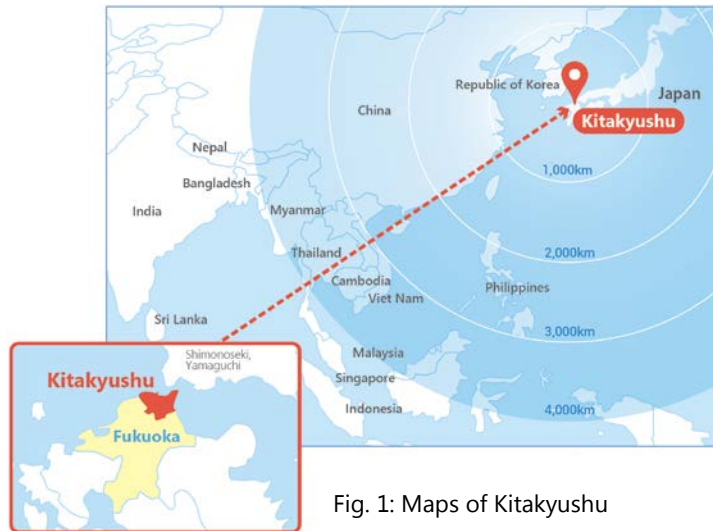 Republic of Korea
Japan
China
Kitakyushu
Nepal
1,000km
Bangladesh
India
Myanmar
2,000km
Thailand
Cambodia
Philippines
Viet Nam
Sri Lanka
3,000km
Malaysia
Singapore
Indonesia
4,000km
Shimonoseki,
Yamaguchi
Kitakyushu
Fukuoka
Fig. 1: Maps of Kitakyushu